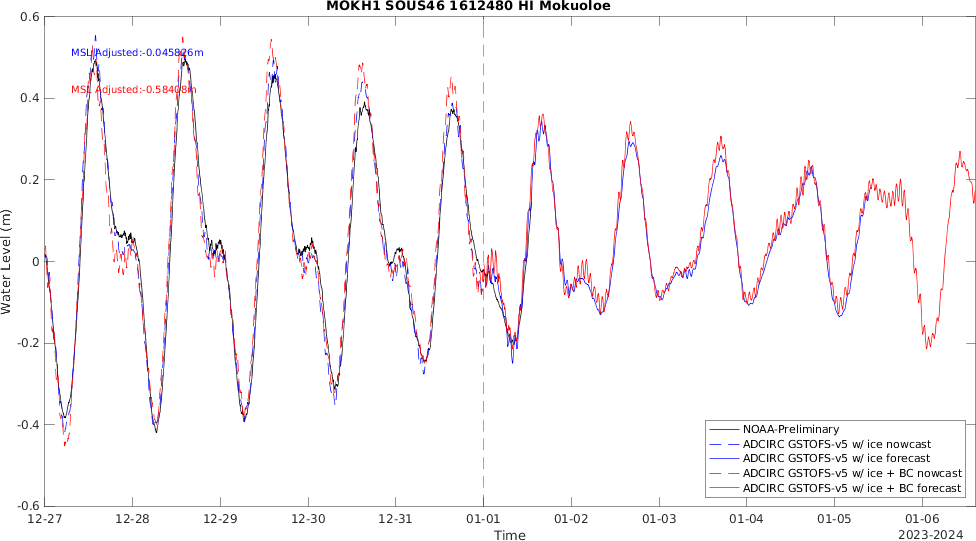 MOKH1 SOUS46 1612480 HI Mokuoloe
0.6
0.4
0.2
0
-0.2
-0.4
-0.6
Water Level (m)
MSL Adjusted:-0.045826m
MSL Adjusted:-0.58408m
NOAA-Preliminary
ADCIRC GSTOFS-v5 w/ ice nowcast
ADCIRC GSTOFS-v5 w/ ice forecast
ADCIRC GSTOFS-v5 w/ ice + BC nowcast
ADCIRC GSTOFS-v5 w/ ice + BC forecast
12-27 12-28 12-29 12-30 12-31 01-01 01-02 01-03 01-04 01-05 01-06
Time
2023-2024